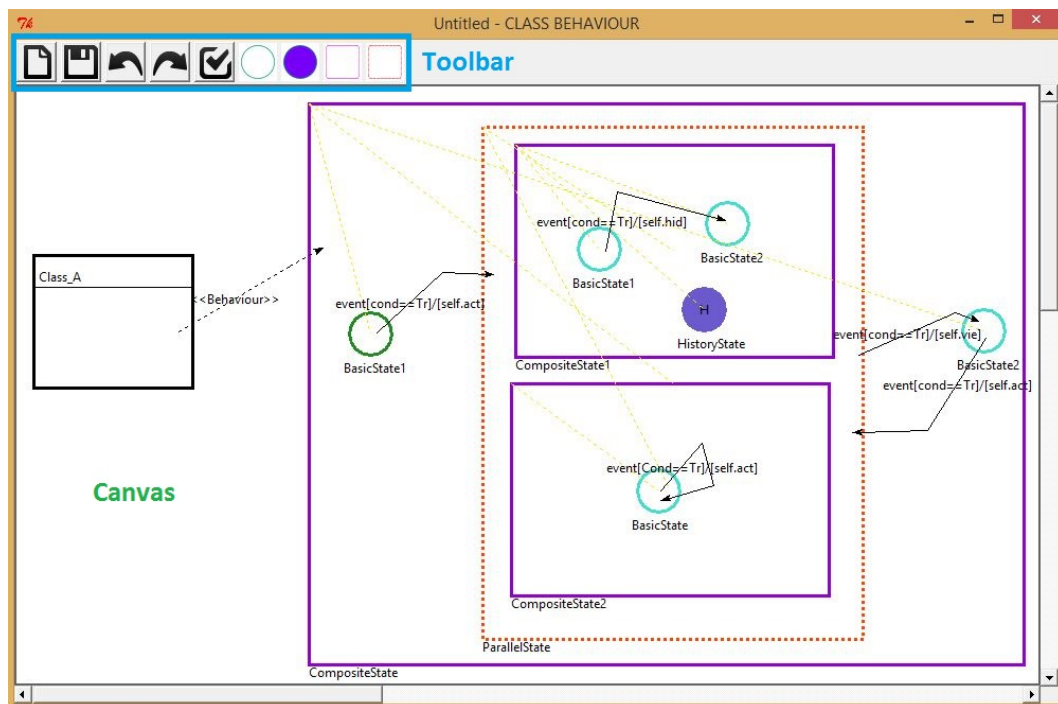 Untitled - CLASS BEHAVIOUR
Toolbar
Class_A
<<Behaviour>>
event[cond==Tr]/[self.act]
BasicState1
event[cond==Tr]/[self.hid]
BasicState2
BasicState1
H
HistoryState
CompositeState1
event[cond==Tr]/[self.vie]
BasicState2
event[cond==Tr]/[self.act]
event[Cond==Tr]/[self.act]
BasicState
Canvas
CompositeState2
ParallelState
CompositeState